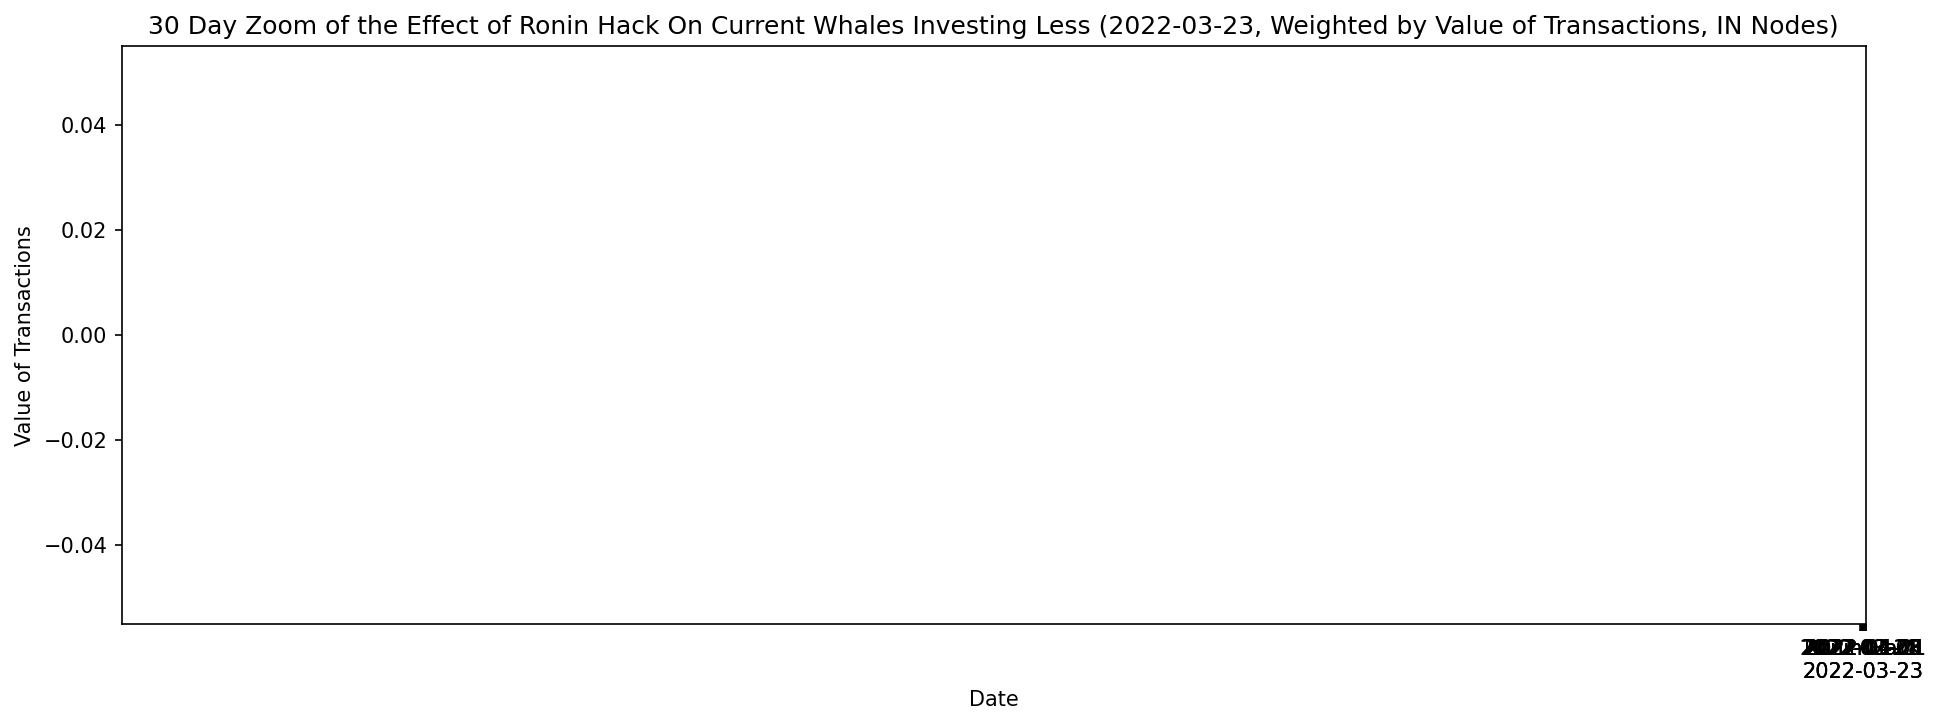 30 Day Zoom of the Effect of Ronin Hack On Current Whales Investing Less (2022-03-23, Weighted by Value of Transactions, IN Nodes)
Value of Transactions
0.04
0.02
0.00
−0.02
−0.04
2022-03-23
Date